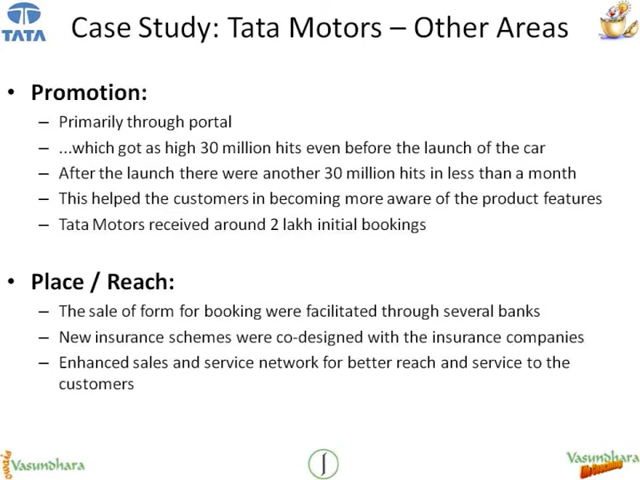 TATA
Case Study: Tata Motors – Other Areas
• Promotion:
– Primarily through portal
– ...which got as high 30 million hits even before the launch of the car
– After the launch there were another 30 million hits in less than a month
– This helped the customers in becoming more aware of the product features
– Tata Motors received around 2 lakh initial bookings
• Place / Reach:
– The sale of form for booking were facilitated through several banks
– New insurance schemes were co-designed with the insurance companies
– Enhanced sales and service network for better reach and service to the
customers
Vasundhara
Vasundhara